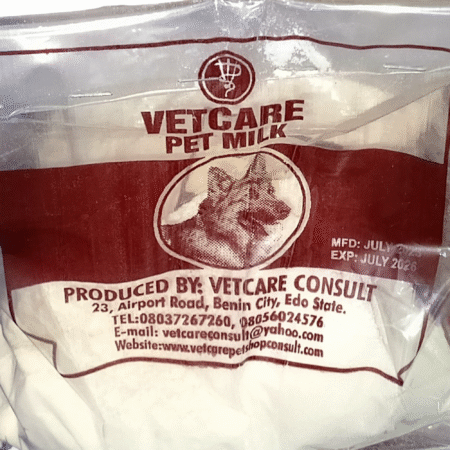 VETCARE
PET MILK
MFD: JULY
EXP: JULY 2026
PRODUCED BY: VETCARE CONSULT
23, Airport Road, Benin City, Edo State.
TEL:08037267260, 08056024576
E-mail: vetcareconsult@yahoo.com
Website:www.vetcarepetshopconsult.com